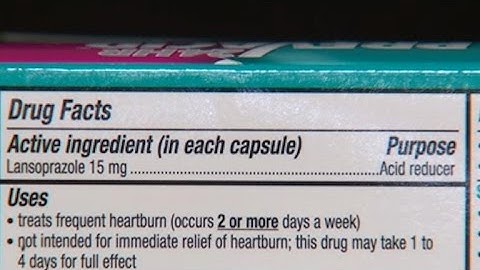 Drug Facts
Active ingredient (in each capsule) Purpose
Lansoprazole 15 mg ........................................................ Acid reducer
Uses
• treats frequent heartburn (occurs 2 or more days a week)
• not intended for immediate relief of heartburn; this drug may take 1 to
4 days for full effect